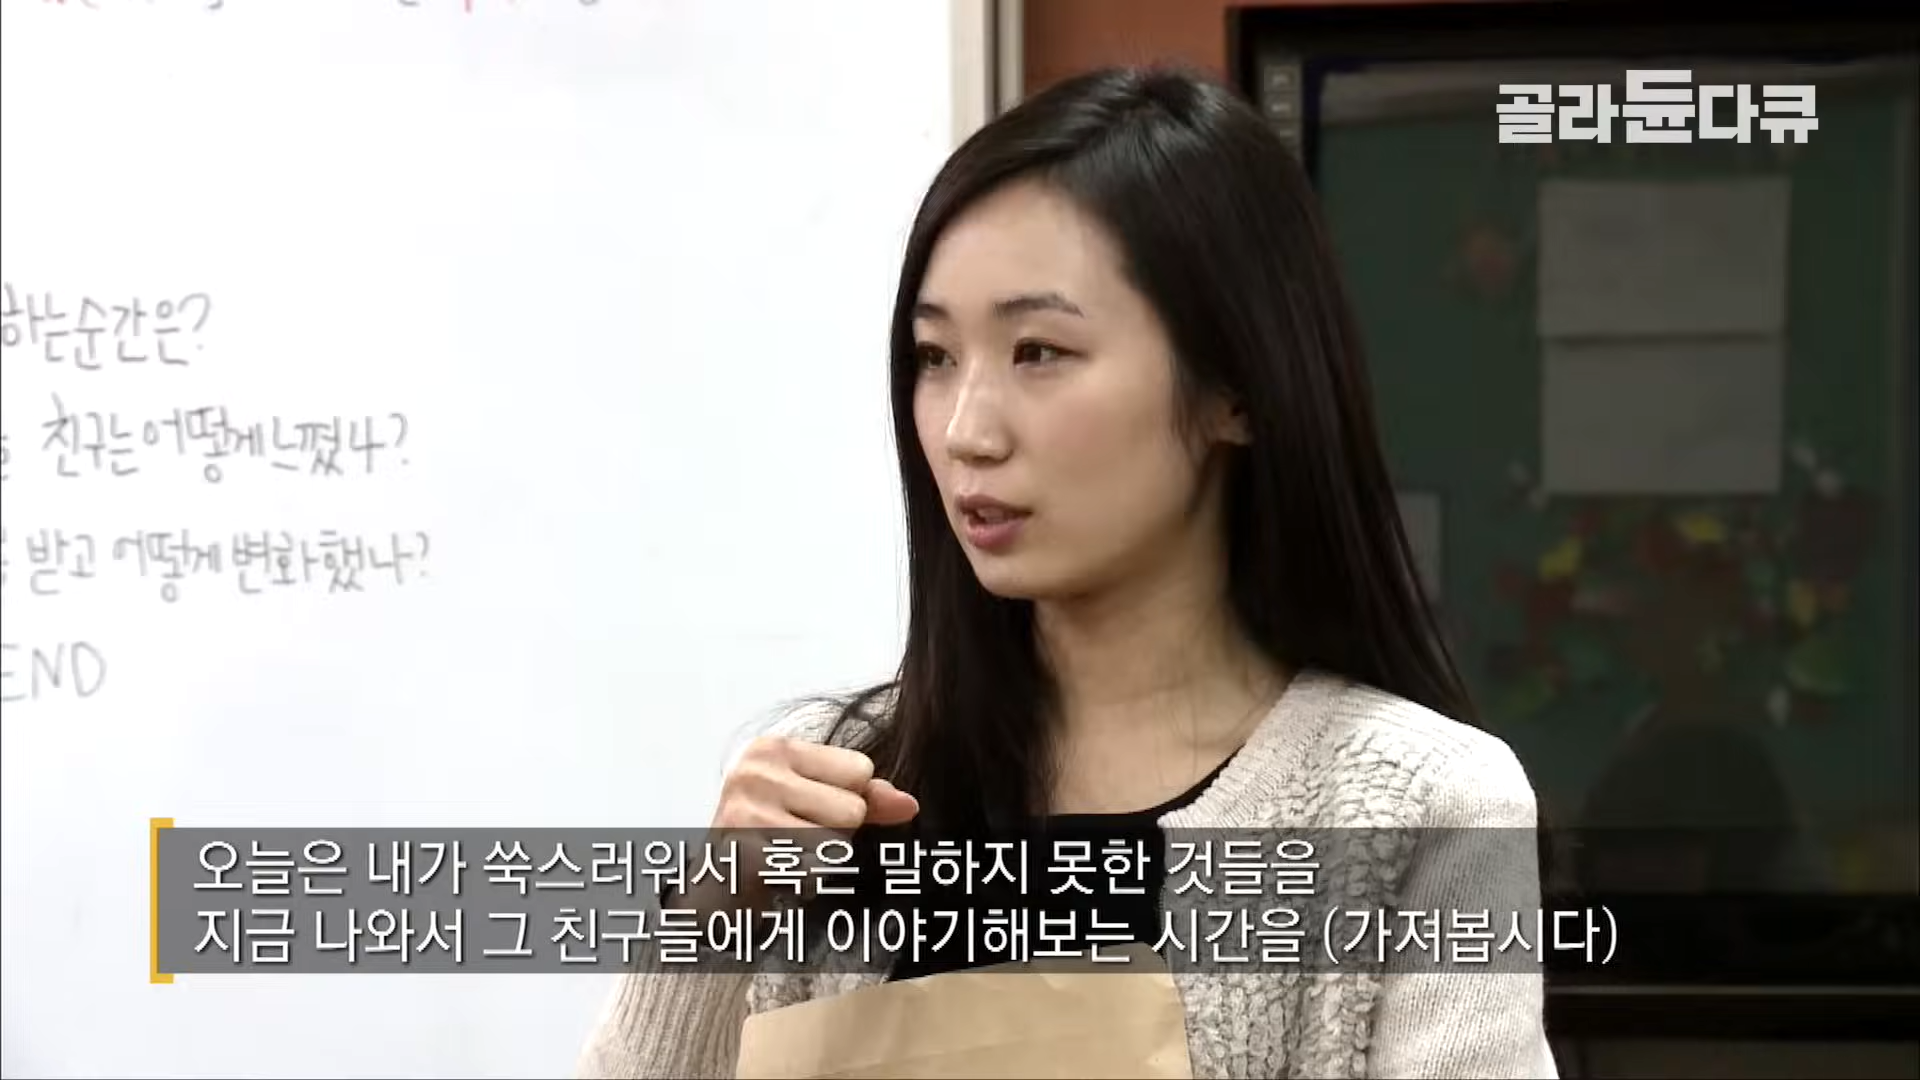 골라듄다큐
하는순간은?
친구는어떻게느꼈나?
받고 어떻게변화했나?
END
오늘은 내가 쑥스러워서 혹은 말하지 못한 것들을
지금 나와서 그 친구들에게 이야기해보는 시간을 (가져봅시다)